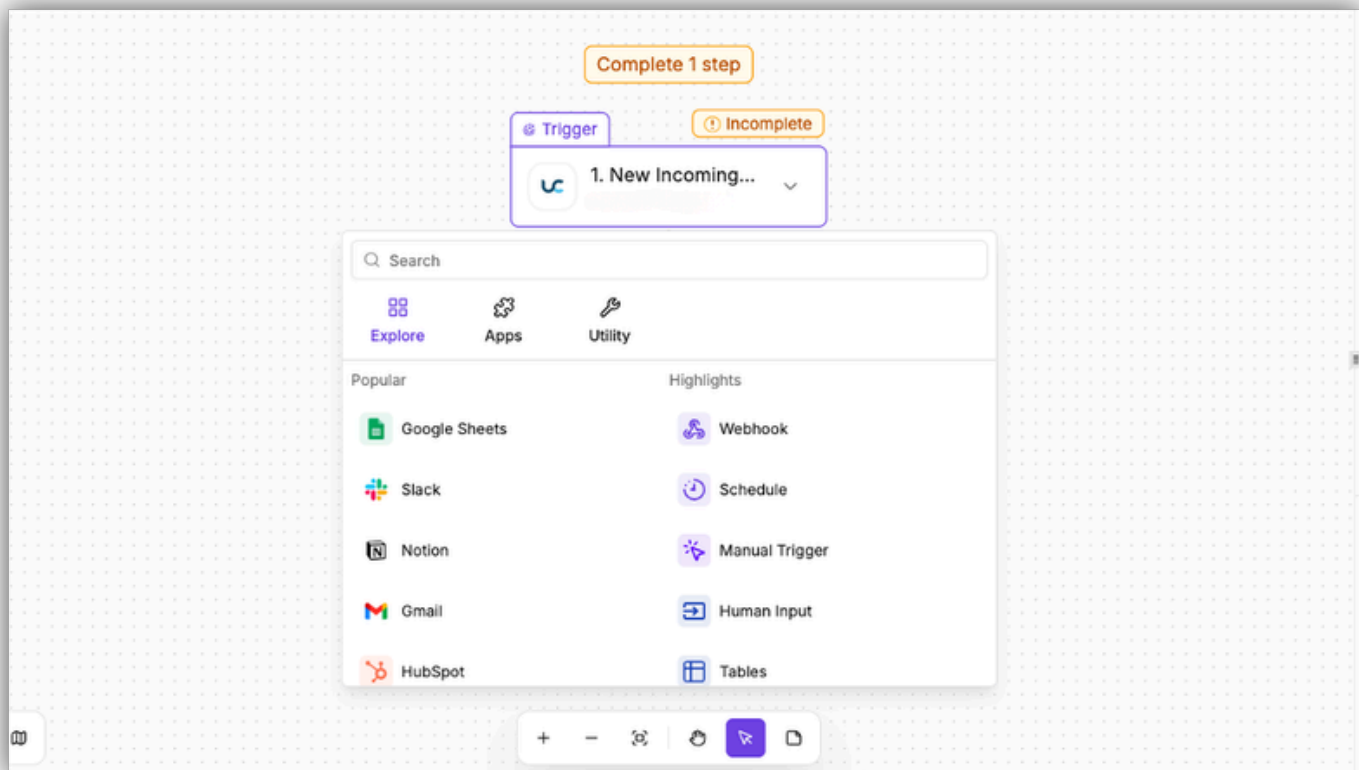 Complete 1 step
Trigger
Incomplete
1. New Incoming...
Search
Explore
Apps
Utility
Popular
Highlights
Google Sheets
Webhook
Slack
Schedule
Notion
Manual Trigger
Gmail
Human Input
HubSpot
Tables